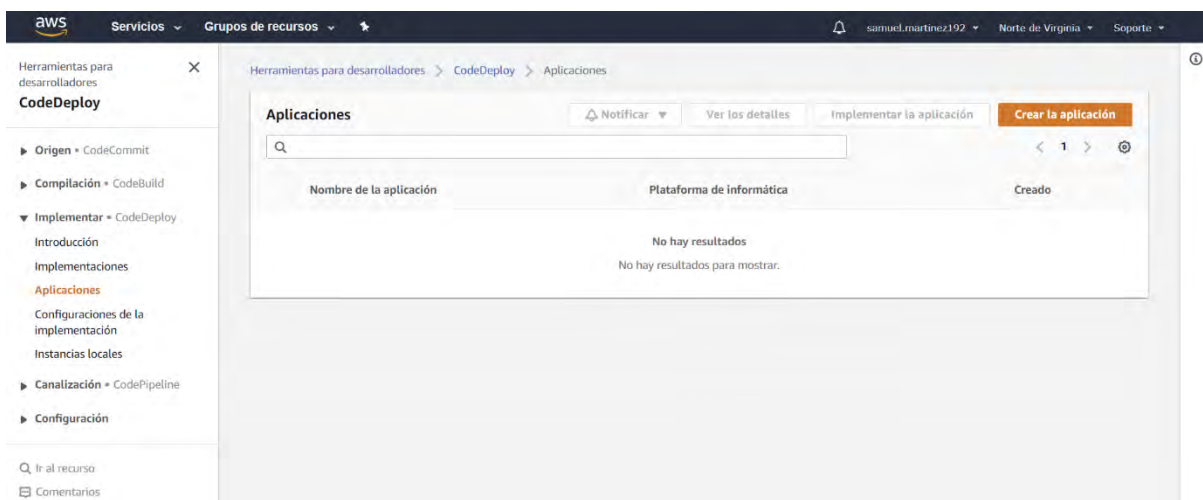 aws Servicios Grupos de recursos samuel.martinez192 Norte de Virginia Soporte
Herramientas para
desarrolladores
CodeDeploy
Origen • CodeCommit
Compilación • CodeBuild
Implementar • CodeDeploy
Introducción
Implementaciones
Aplicaciones
Configuraciones de la
implementación
Instancias locales
Canalización • CodePipeline
Configuración
Ir al recurso
Comentarios
Herramientas para desarrolladores > CodeDeploy > Aplicaciones
Aplicaciones Notificar Ver los detalles Implementar la aplicación Crear la aplicación
< 1 >
Nombre de la aplicación Plataforma de informática Creado
No hay resultados
No hay resultados para mostrar.